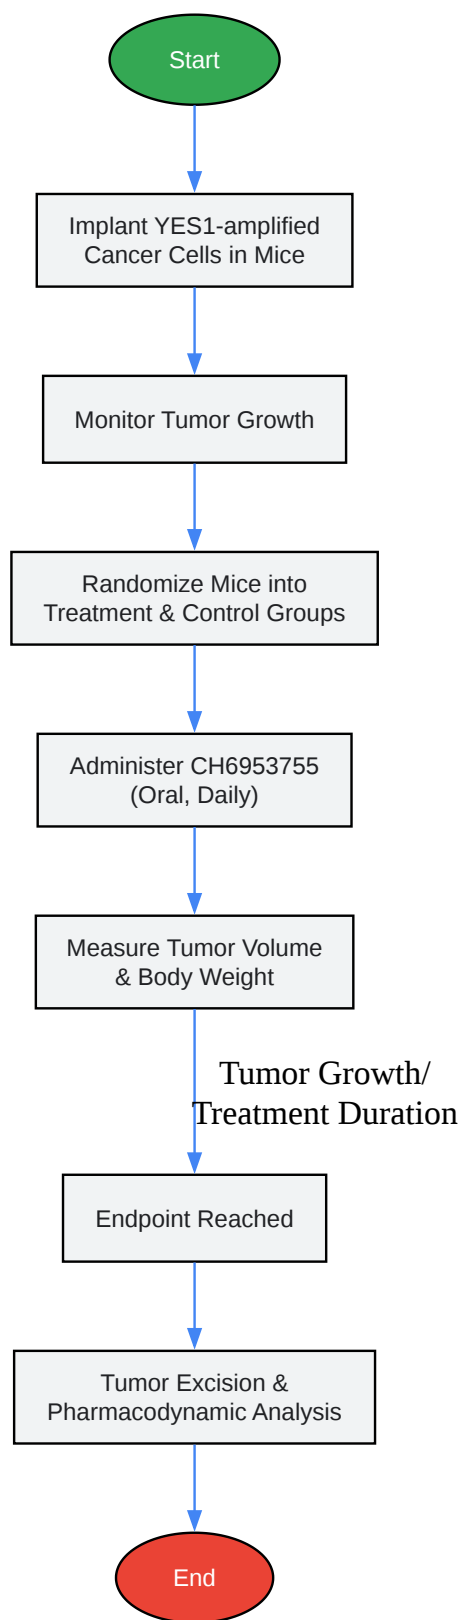 Start
Implant YES1-amplified
Cancer Cells in Mice
Monitor Tumor Growth
Randomize Mice into
Treatment & Control Groups
Administer CH6953755
(Oral, Daily)
Measure Tumor Volume
& Body Weight
Tumor Growth/
Treatment Duration
Endpoint Reached
Tumor Excision &
Pharmacodynamic Analysis
End